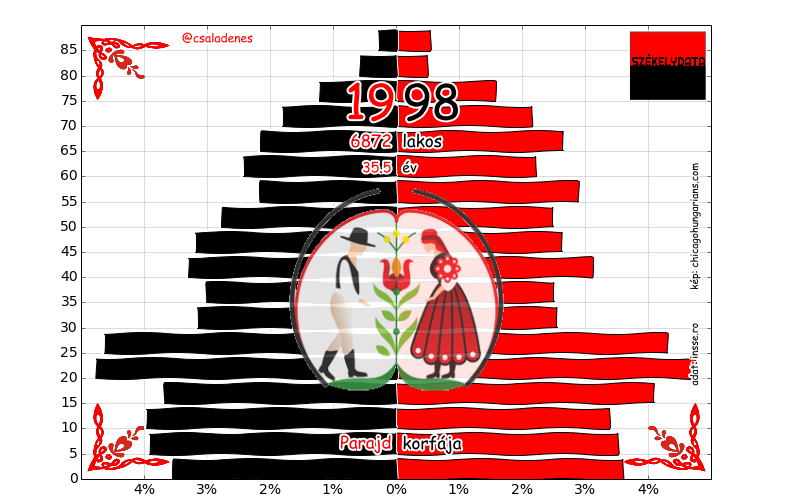 @csaladenes
SZÉKELYDATA
1998
6872 lakos
35.5 év
85
80
75
70
65
60
55
50
45
40
35
30
25
20
15
10
5
0
kép: chicagohungarians.com
adat: insse.ro
Parajd korfája
4% 3% 2% 1% 0% 1% 2% 3% 4%